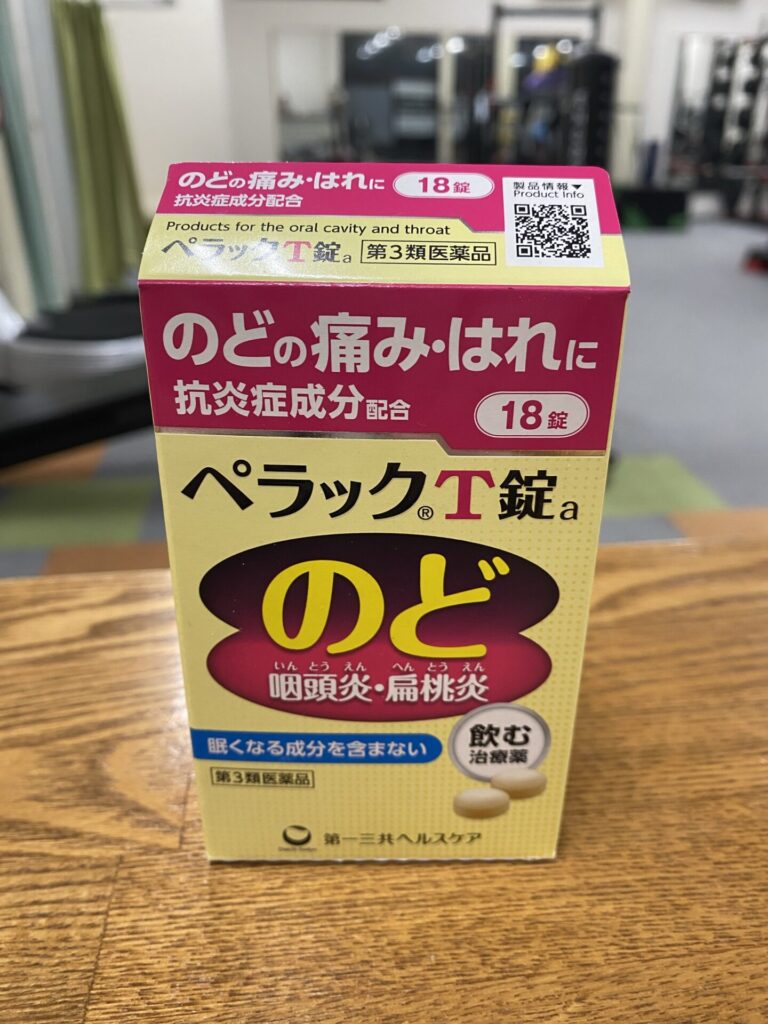 のどの痛み・はれに
抗炎症成分配合
18錠
製品情報▼
Product Info
Products for the oral cavity and throat
ペラックT錠a
第3類医薬品
のどの痛み・はれに
抗炎症成分配合
18錠
ペラック®T錠a
のど
いんとうえん へんとうえん
咽頭炎・扁桃炎
眠くなる成分を含まない
飲む
治療薬
第3類医薬品
第一三共ヘルスケア